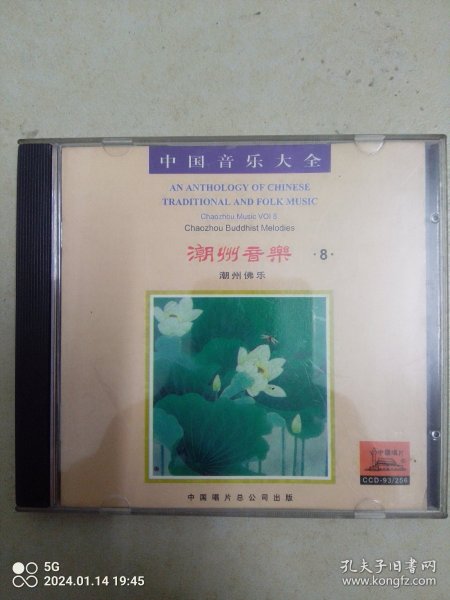 中国音乐大全
AN ANTHOLOGY OF CHINESE
TRADITIONAL AND FOLK MUSIC
Chaozhou Music VOl 8
Chaozhou Buddhist Melodies
潮州音樂 ·8·
潮州佛乐
中國唱片
CCD-93/256
中国唱片总公司出版
5G
2024.01.14 19:45
孔夫子旧书网
www.kongfz.com